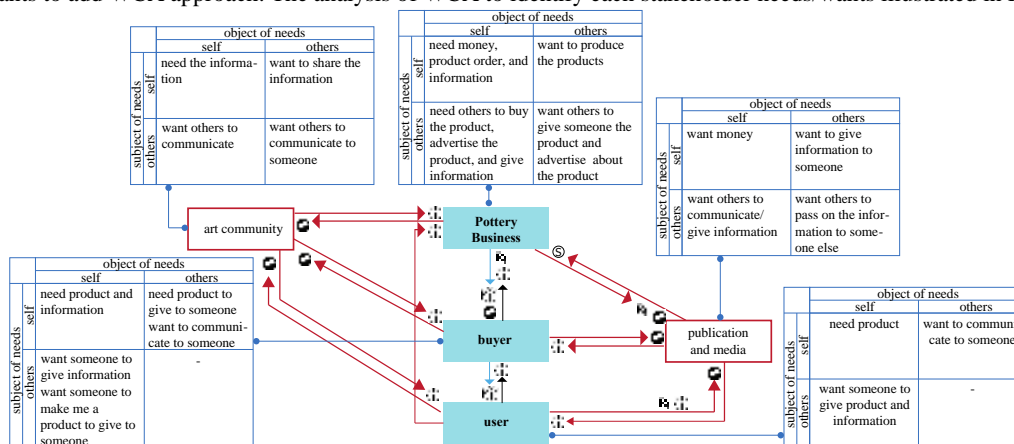 ants to add WCA approach. The analysis of WCA to identify each stakeholder needs/wants illustrated in
object of needs
self
others
subject of needs
self
others
need the informa-
tion
want to share the
information
want others to
communicate
want others to
communicate to
someone
object of needs
self
others
subject of needs
self
others
need money,
product order, and
information
want to produce
the products
need others to buy
the product,
advertise the
product, and give
information
want others to
give someone the
product and
advertise about
the product
object of needs
self
others
subject of needs
self
others
want money
want to give
information to
someone
want others to
communicate/
give information
want others to
pass on the infor-
mation to some-
one else
art community
Pottery
Business
S
buyer
publication
and media
user
object of needs
self
others
subject of needs
self
others
need product and
information
need product to
give to someone
want to communi-
cate to someone
want someone to
give information
want someone to
make me a
product to give to
someone
-
object of needs
self
others
subject of needs
self
others
need product
want to commun
cate to someone
want someone to
give product and
information
-